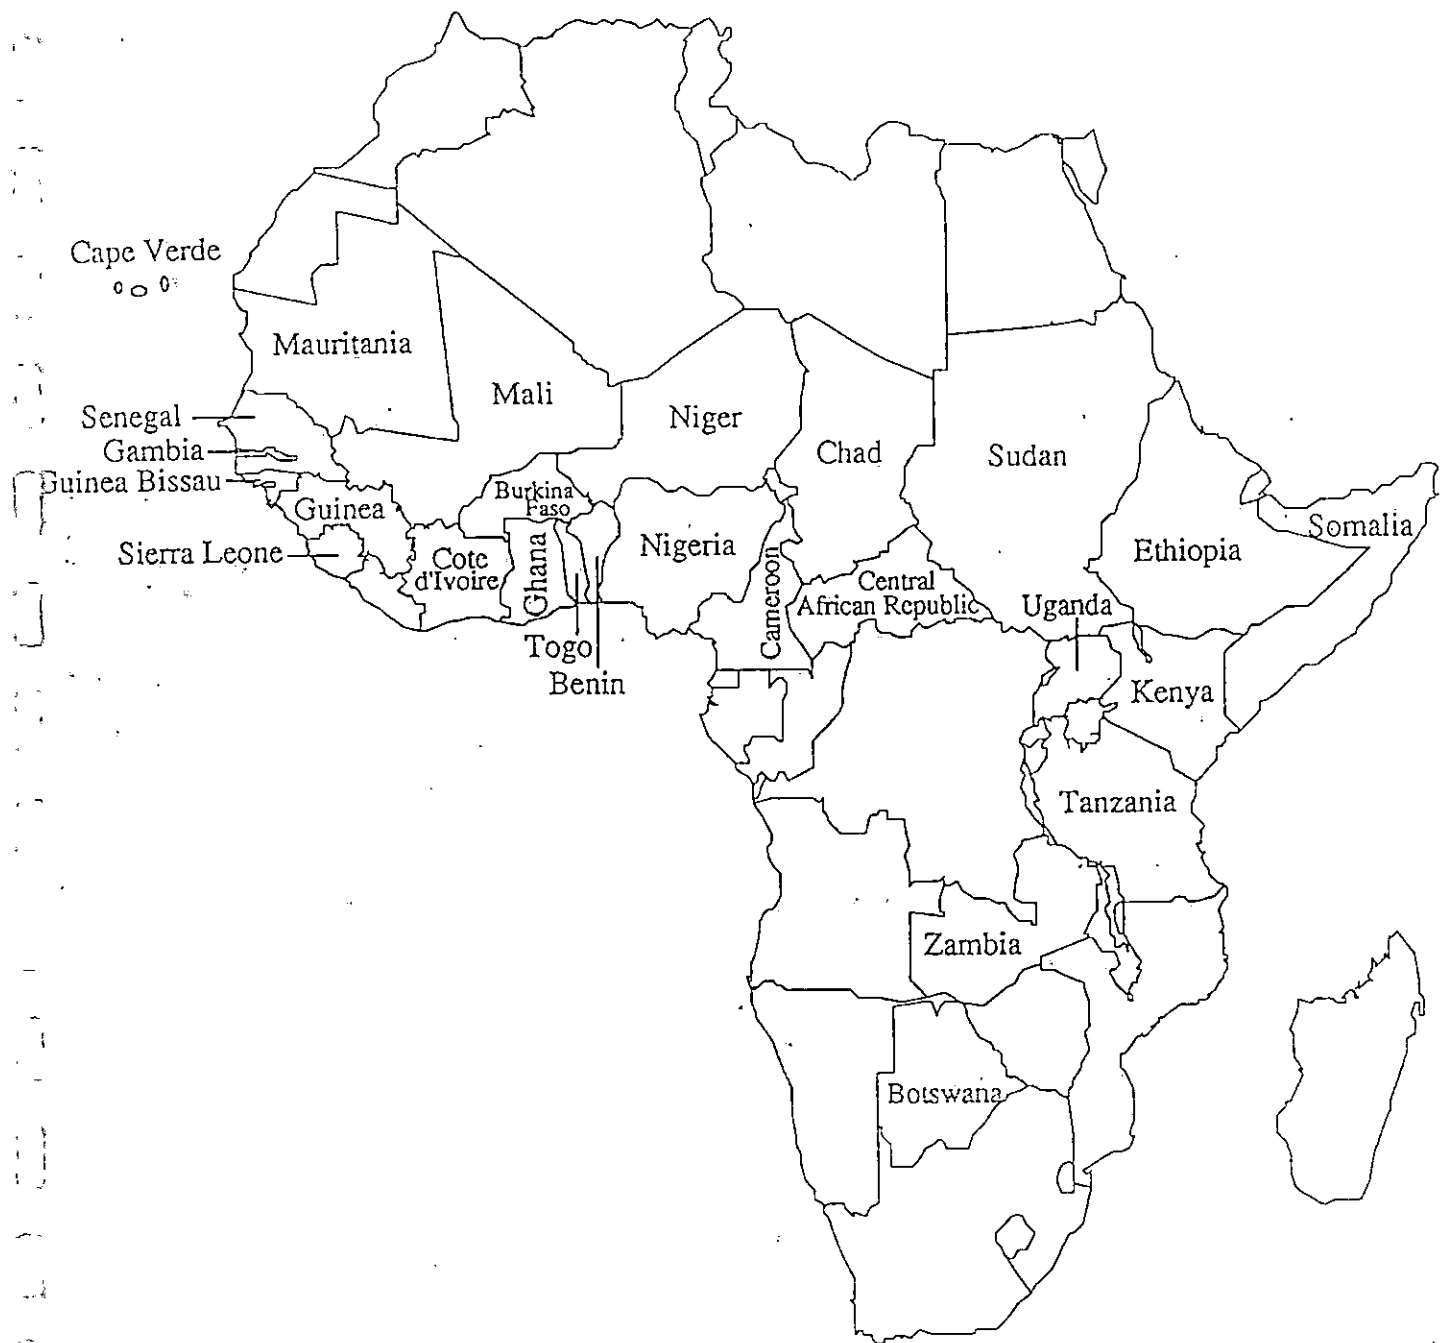 Cape Verde
Mauritania
Mali
Niger
Senegal
Gambia
Chad
Sudan
Guinea Bissau
Burkina
Faso
Guinea
Somalia
Sierra Leone
Cote
d'Ivoire
Ghana
Nigeria
Cameroon
Central
African Republic
Ethiopia
Uganda
Togo
Benin
Kenya
Tanzania
Zambia
Botswana